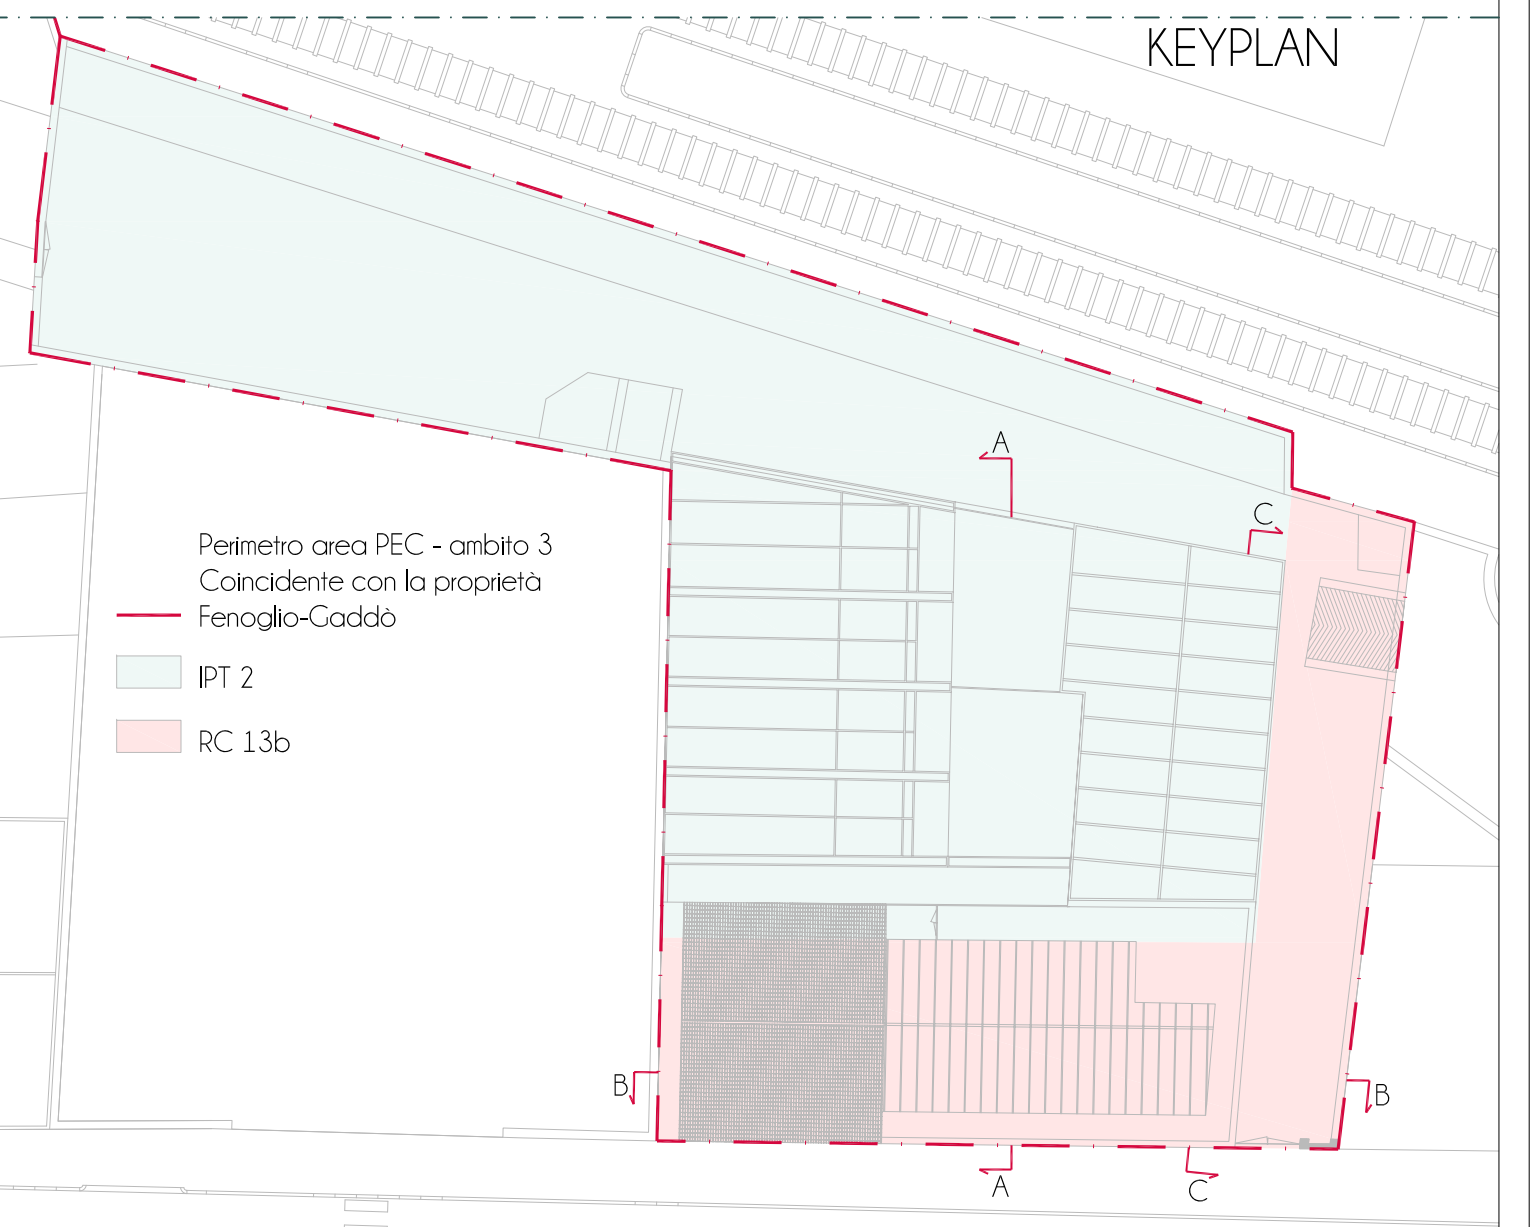 KEYPLAN
A
C
Perimetro area PEC - ambito 3
Coincidente con la proprietà
Fenoglio-Gaddò
IPT 2
RC 13b
B
B
A
C